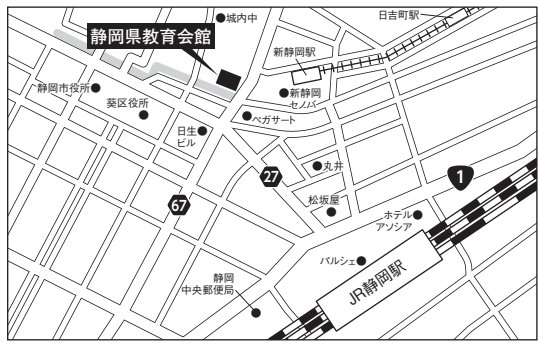 日吉町駅
城内中
静岡県教育会館
新静岡駅
静岡市役所
新静岡
セノバ
葵区役所
ペガサート
日生
ビル
丸井
27
1
松坂屋
67
ホテル
アソシア
パルシェ
JR静岡駅
静岡
中央郵便局